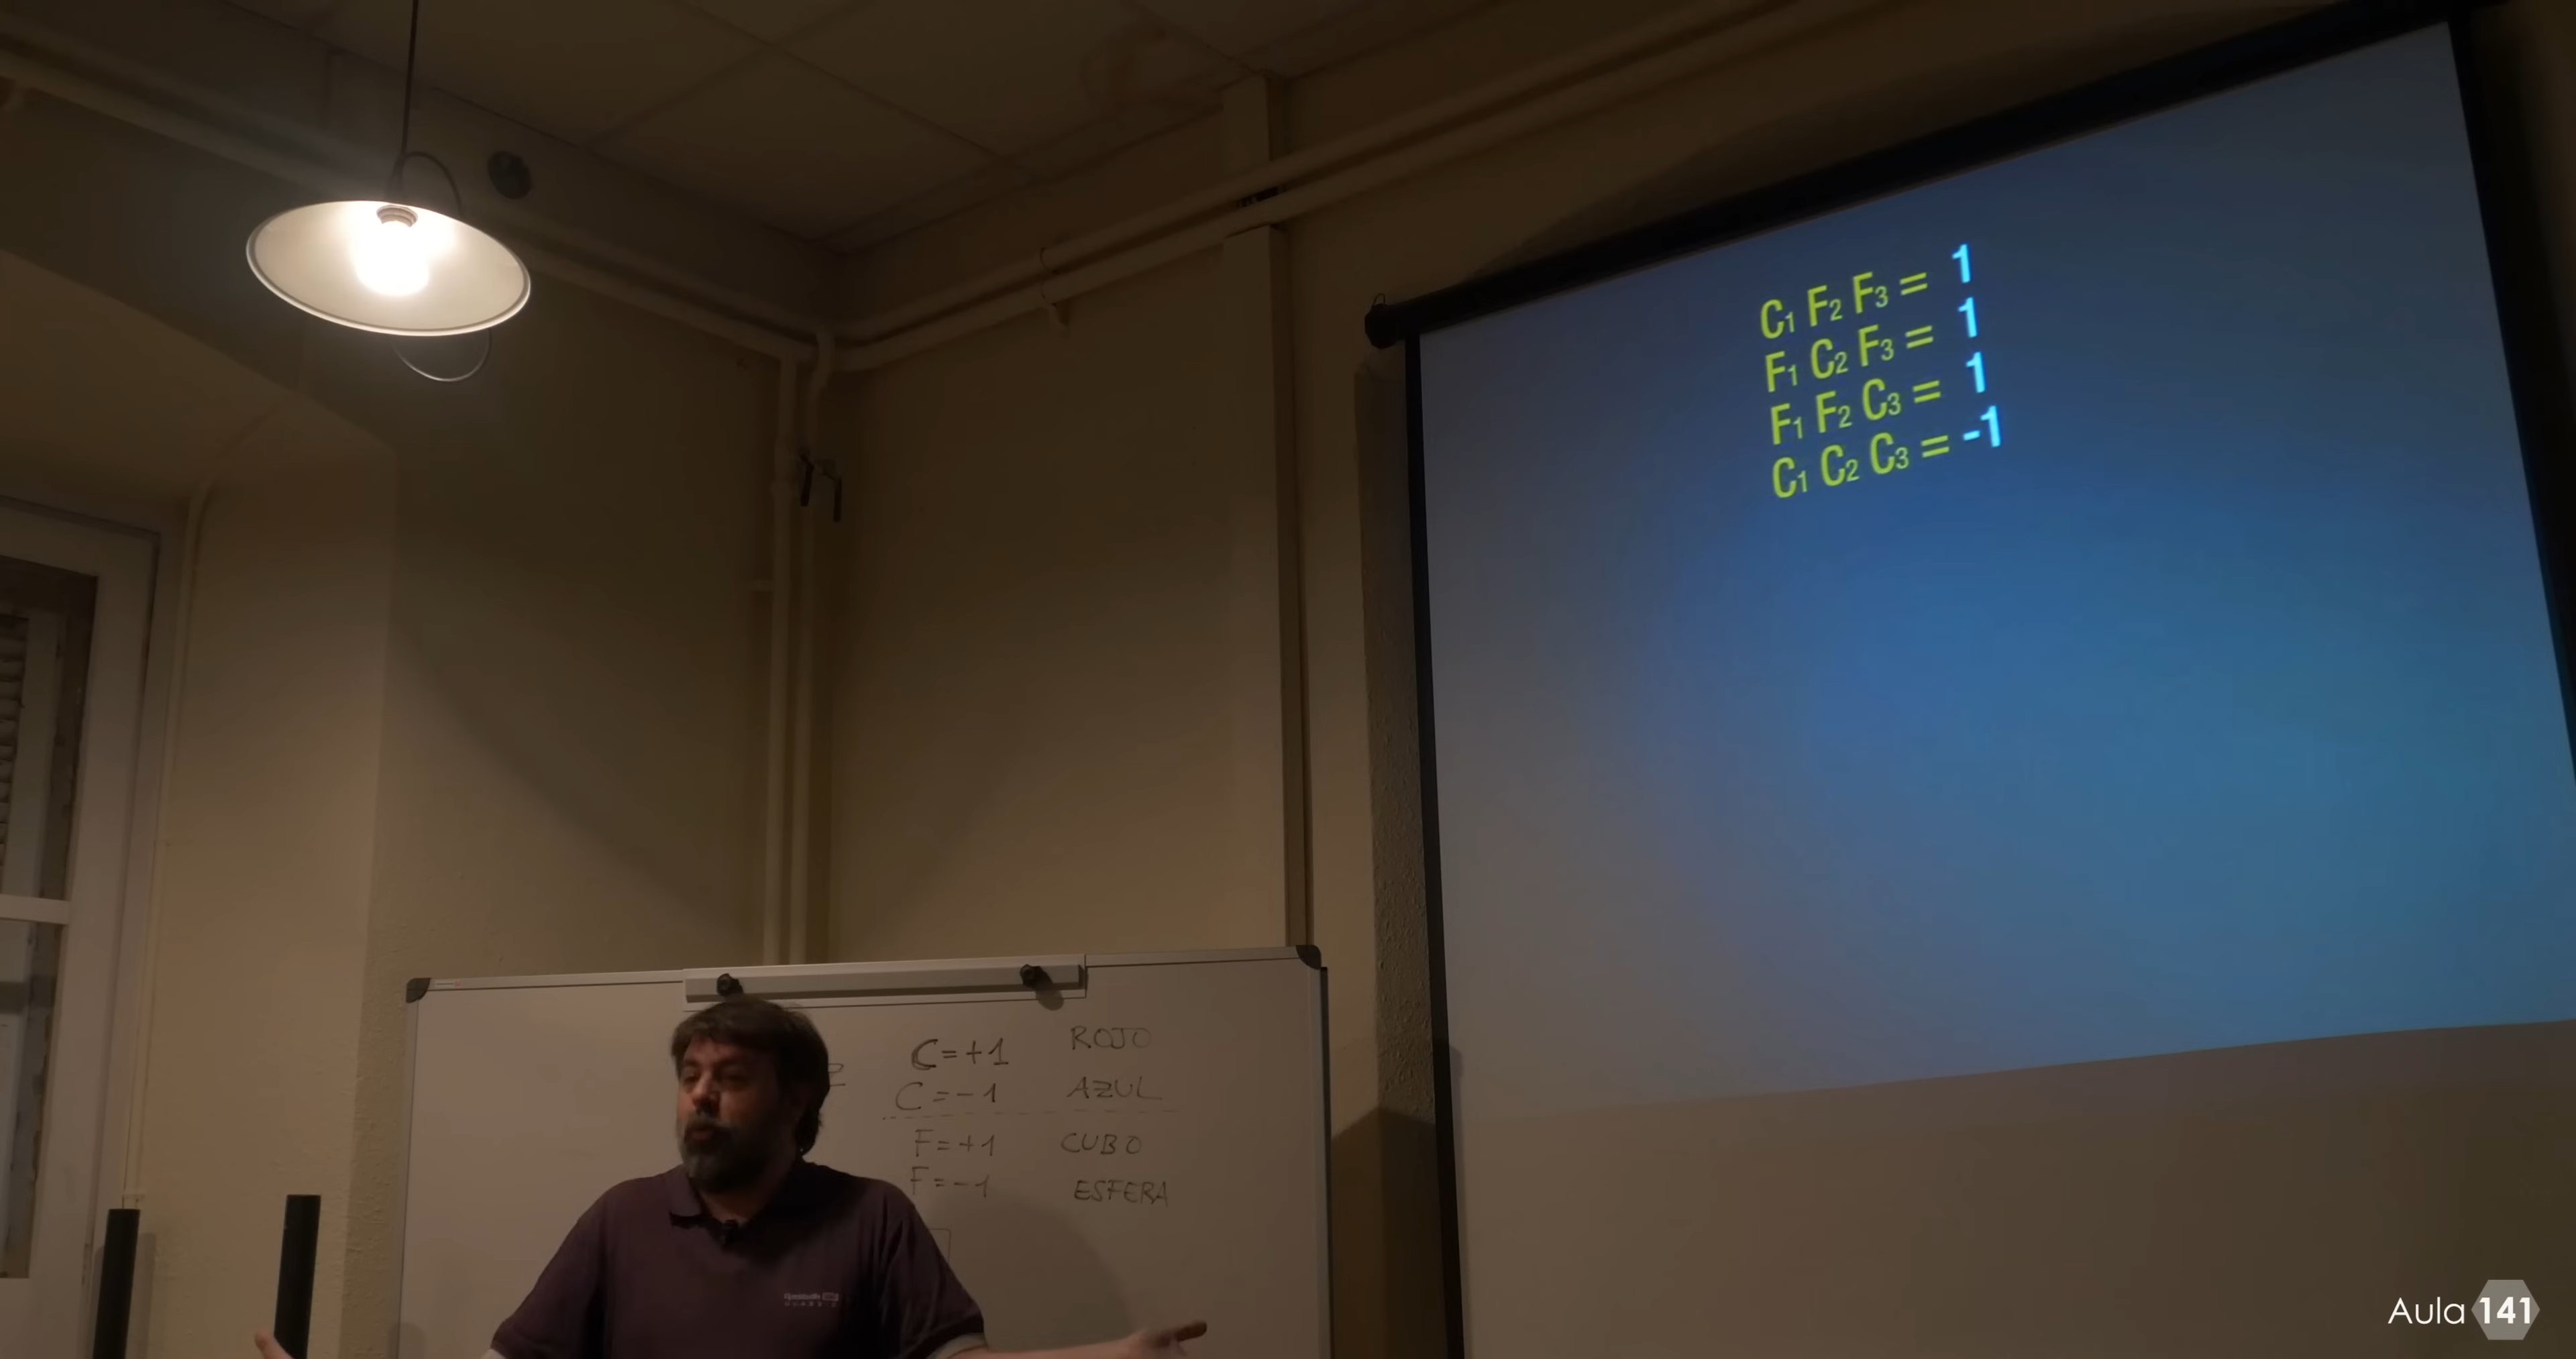 C₁ F₂ F₃ = 1
F₁ C₂ F₃ = 1
F₁ F₂ C₃ = 1
C₁ C₂ C₃ = -1
C = +1 ROJO
C = -1 AZUL
F = +1 CUBO
F = -1 ESFERA
Aula 141